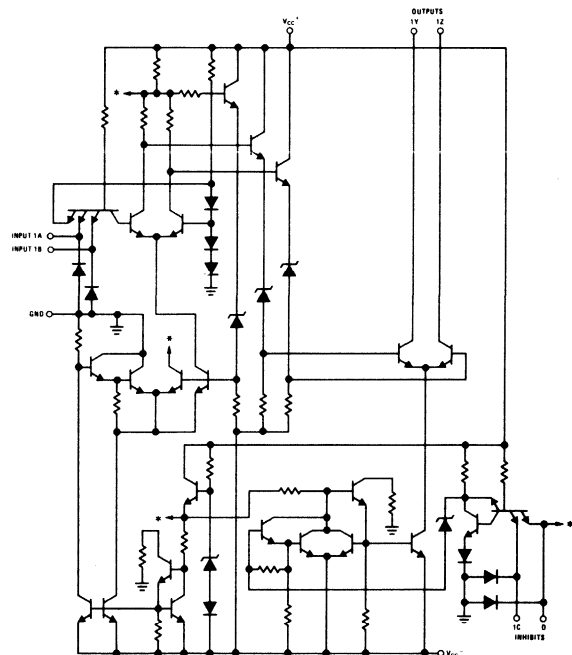 OUTPUTS
VCC+ 1Y 1Z
*
INPUT 1A
INPUT 1B
GND
*
*
*
1C D
INHIBITS
VCC−